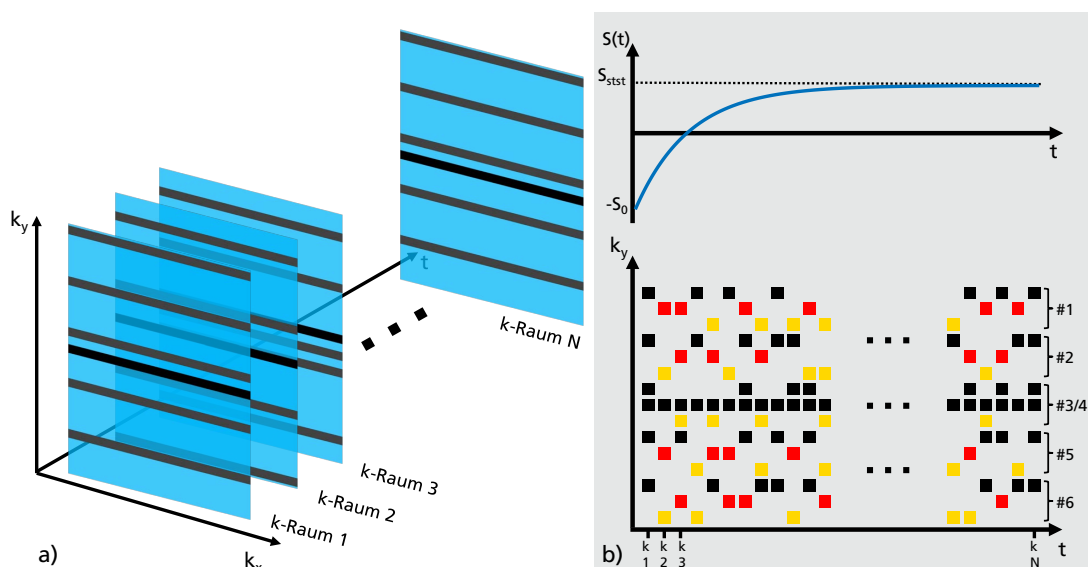 k_y
t
k-Raum N
k-Raum 3
k-Raum 2
k-Raum 1
a)
k_x
S(t)
S_stst
t
-S_0
k_y
#1
#2
#3/4
#5
#6
k k k k
1 2 3 N
t
b)